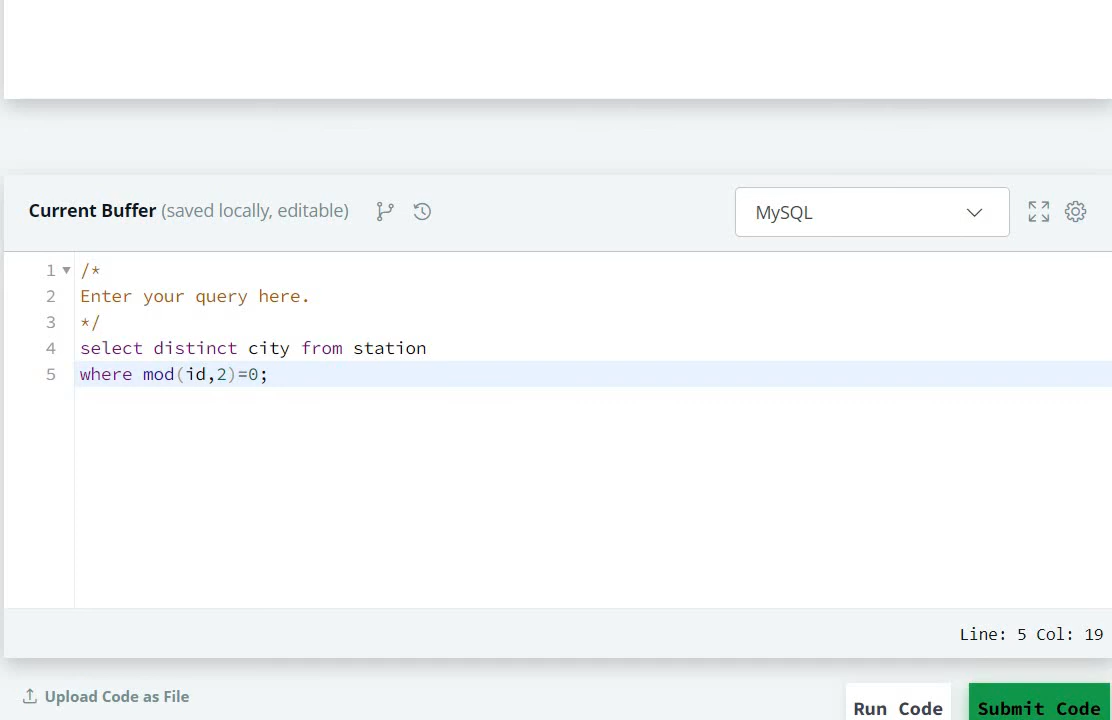 Current Buffer (saved locally, editable)
MySQL
1 /*
2 Enter your query here.
3 */
4 select distinct city from station
5 where mod(id,2)=0;
Line: 5 Col: 19
Upload Code as File
Run Code
Submit Code